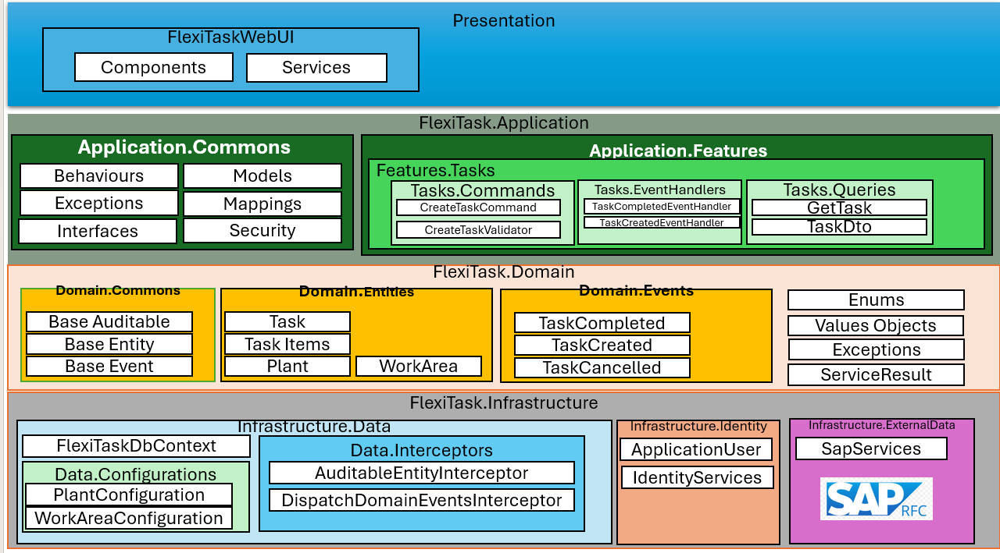 Presentation
FlexiTaskWebUI
Components
Services
FlexiTask.Application
Application.Commons
Behaviours
Models
Exceptions
Mappings
Interfaces
Security
Application.Features
Features.Tasks
Tasks.Commands
CreateTaskCommand
CreateTaskValidator
Tasks.EventHandlers
TaskCompletedEventHandler
TaskCreatedEventHandler
Tasks.Queries
GetTask
TaskDto
FlexiTask.Domain
Domain.Commons
Base Auditable
Base Entity
Base Event
Domain.Entities
Task
Task Items
Plant
WorkArea
Domain.Events
TaskCompleted
TaskCreated
TaskCancelled
Enums
Values Objects
Exceptions
ServiceResult
FlexiTask.Infrastructure
Infrastructure.Data
FlexiTaskDbContext
Data.Configurations
PlantConfiguration
WorkAreaConfiguration
Data.Interceptors
AuditableEntityInterceptor
DispatchDomainEventsInterceptor
Infrastructure.Identity
ApplicationUser
IdentityServices
Infrastructure.ExternalData
SapServices
SAP
RFC